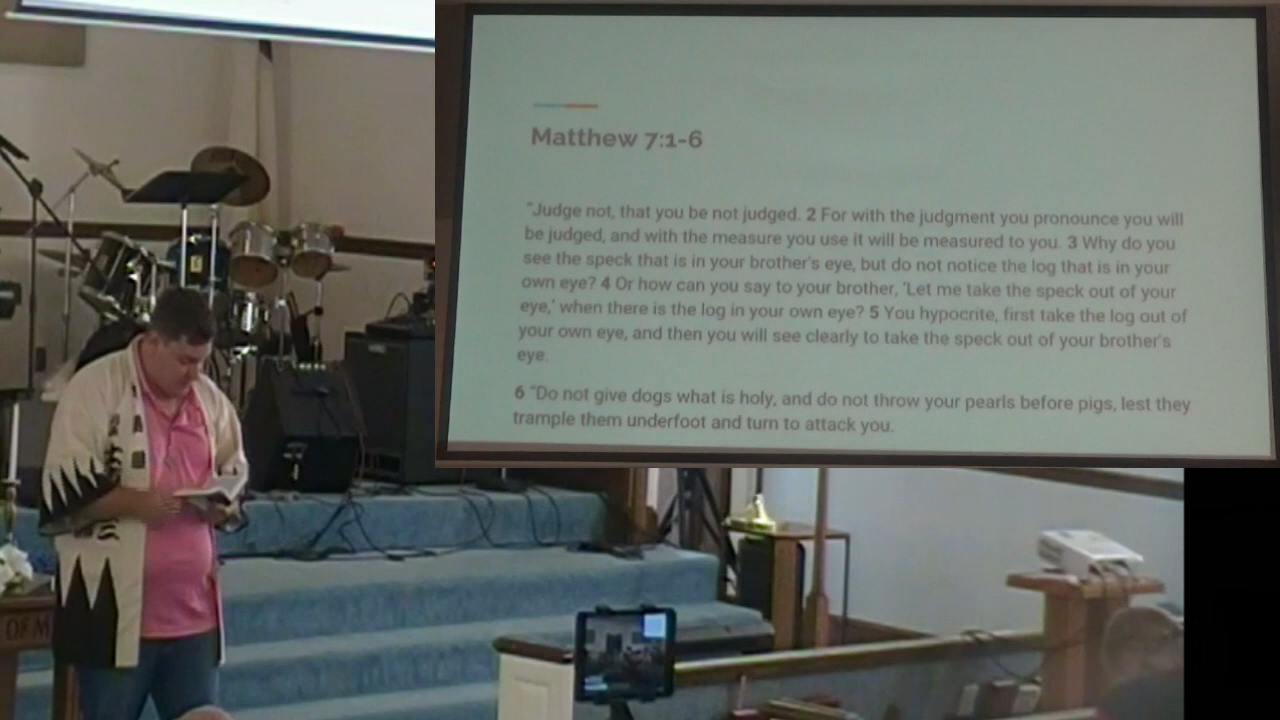 Matthew 7:1-6
"Judge not, that you be not judged. 2 For with the judgment you pronounce you will
be judged, and with the measure you use it will be measured to you. 3 Why do you
see the speck that is in your brother's eye, but do not notice the log that is in your
own eye? 4 Or how can you say to your brother, 'Let me take the speck out of your
eye,' when there is the log in your own eye? 5 You hypocrite, first take the log out of
your own eye, and then you will see clearly to take the speck out of your brother's
eye.
6 "Do not give dogs what is holy, and do not throw your pearls before pigs, lest they
trample them underfoot and turn to attack you.
OF M